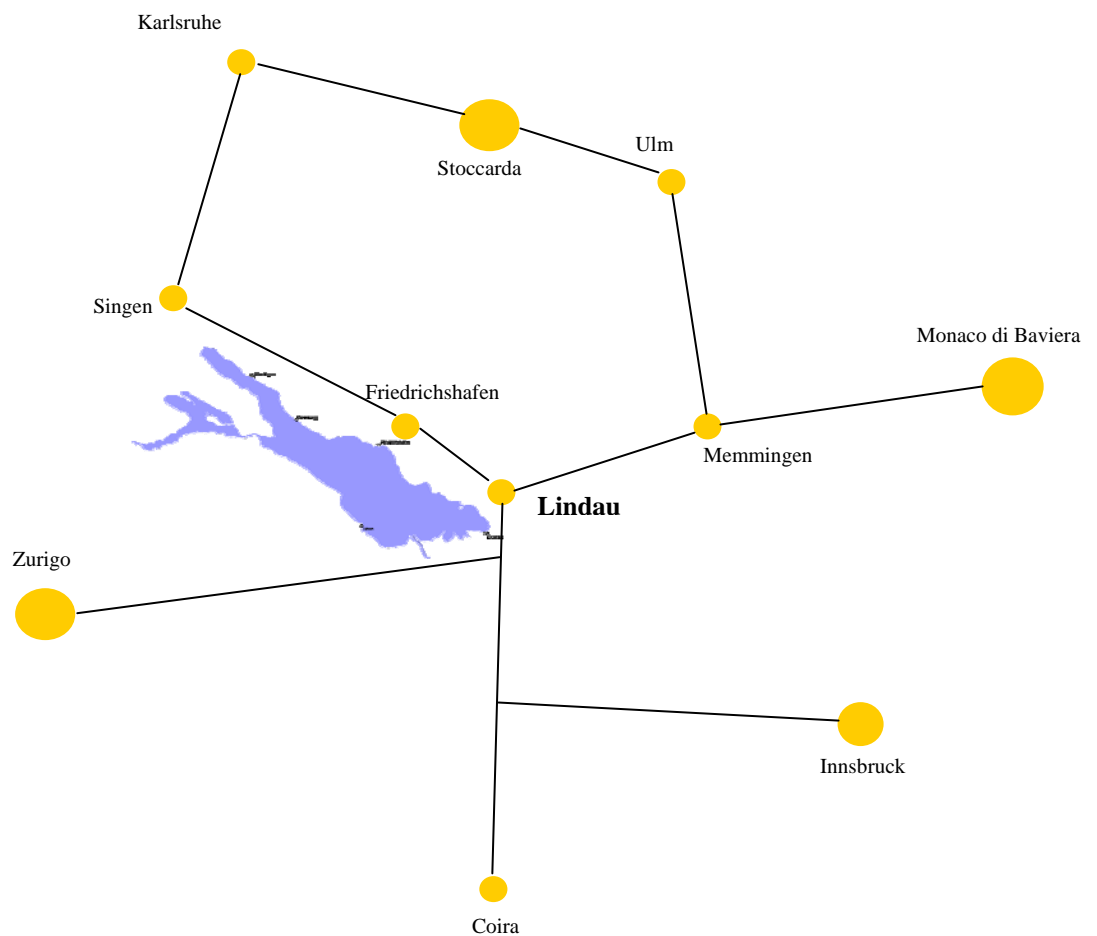 Karlsruhe
Stoccarda
Ulm
Singen
Monaco di Baviera
Friedrichshafen
Memmingen
Lindau
Zurigo
Innsbruck
Coira